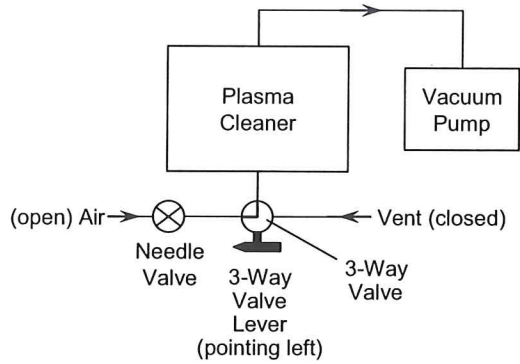 Plasma
Cleaner
Vacuum
Pump
(open) Air
Vent (closed)
Needle
Valve
3-Way
Valve
Lever
(pointing left)
3-Way
Valve